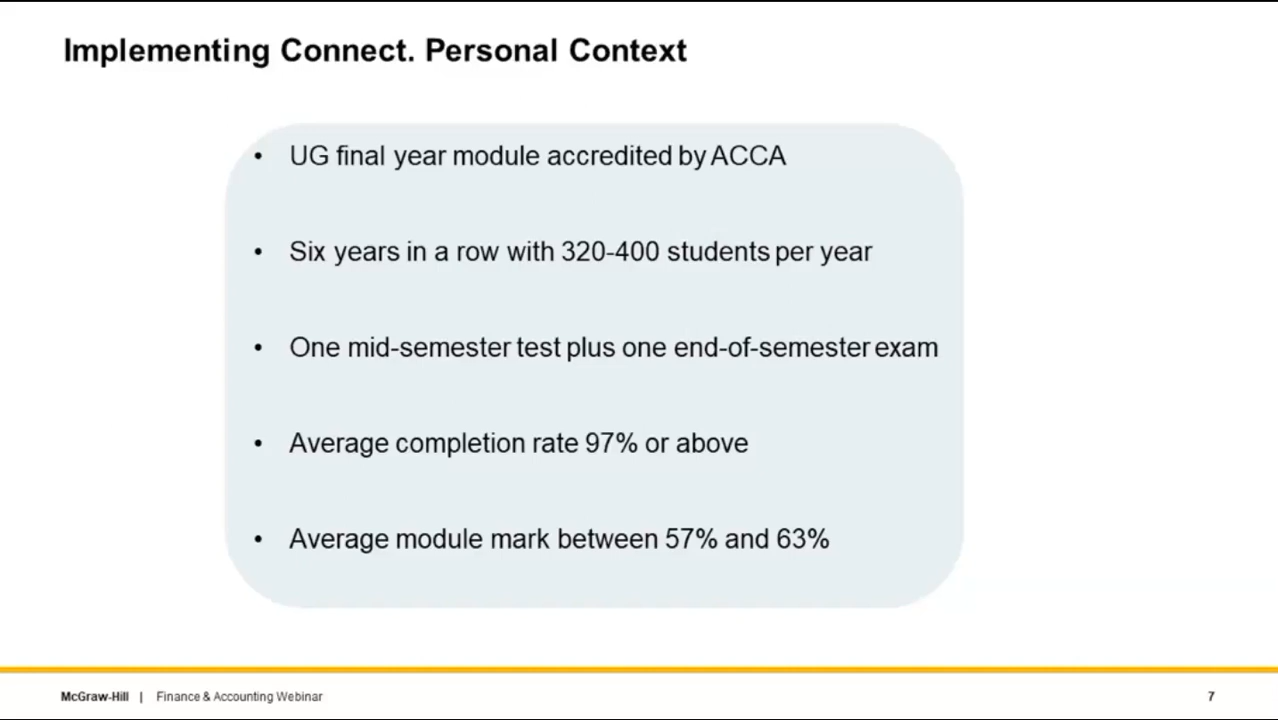 Implementing Connect. Personal Context
• UG final year module accredited by ACCA
• Six years in a row with 320-400 students per year
• One mid-semester test plus one end-of-semester exam
• Average completion rate 97% or above
• Average module mark between 57% and 63%
McGraw-Hill | Finance & Accounting Webinar 7